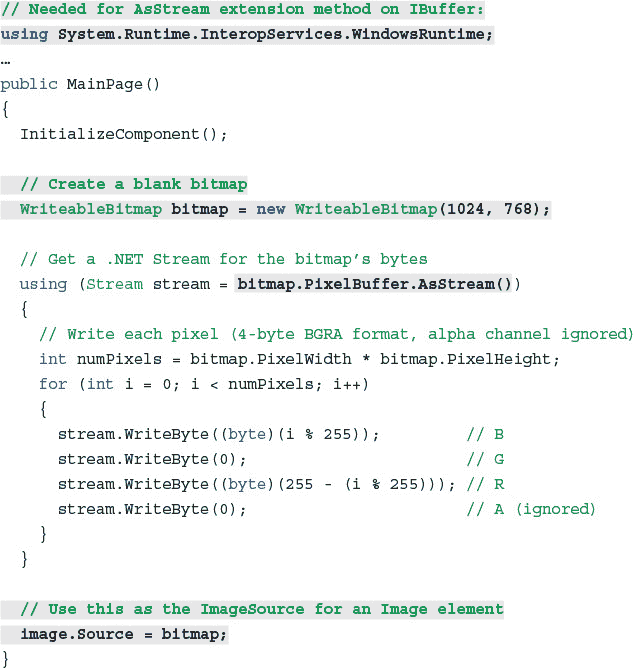 // Needed for AsStream extension method on IBuffer:
using System.Runtime.InteropServices.WindowsRuntime;
…
public MainPage()
{
  InitializeComponent();

  // Create a blank bitmap
  WriteableBitmap bitmap = new WriteableBitmap(1024, 768);

  // Get a .NET Stream for the bitmap’s bytes
  using (Stream stream = bitmap.PixelBuffer.AsStream())
  {
    // Write each pixel (4-byte BGRA format, alpha channel ignored)
    int numPixels = bitmap.PixelWidth * bitmap.PixelHeight;
    for (int i = 0; i < numPixels; i++)
    {
      stream.WriteByte((byte)(i % 255));         // B
      stream.WriteByte(0);                       // G
      stream.WriteByte((byte)(255 - (i % 255))); // R
      stream.WriteByte(0);                       // A (ignored)
    }
  }

  // Use this as the ImageSource for an Image element
  image.Source = bitmap;
}